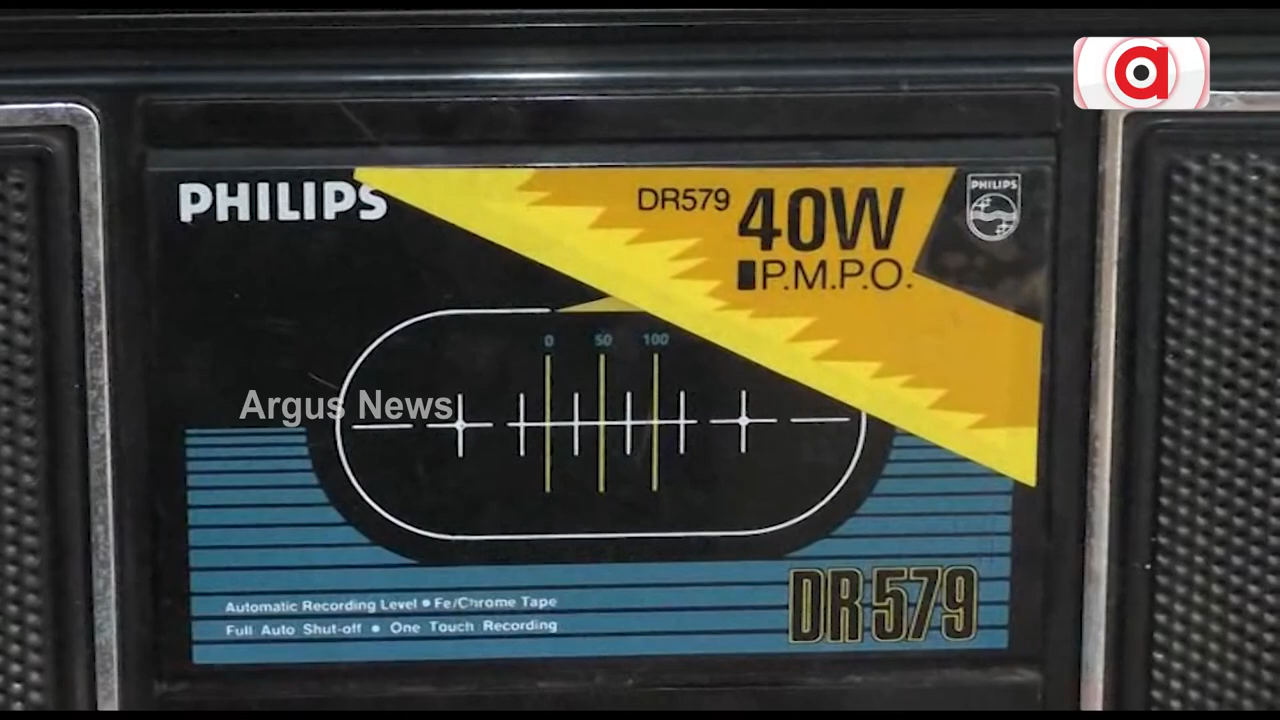 a
PHILIPS
DR579 40W
P.M.P.O.
PHILIPS
0 50 100
Argus News
DR579
Automatic Recording Level • Fe/Chrome Tape
Full Auto Shut-off • One Touch Recording